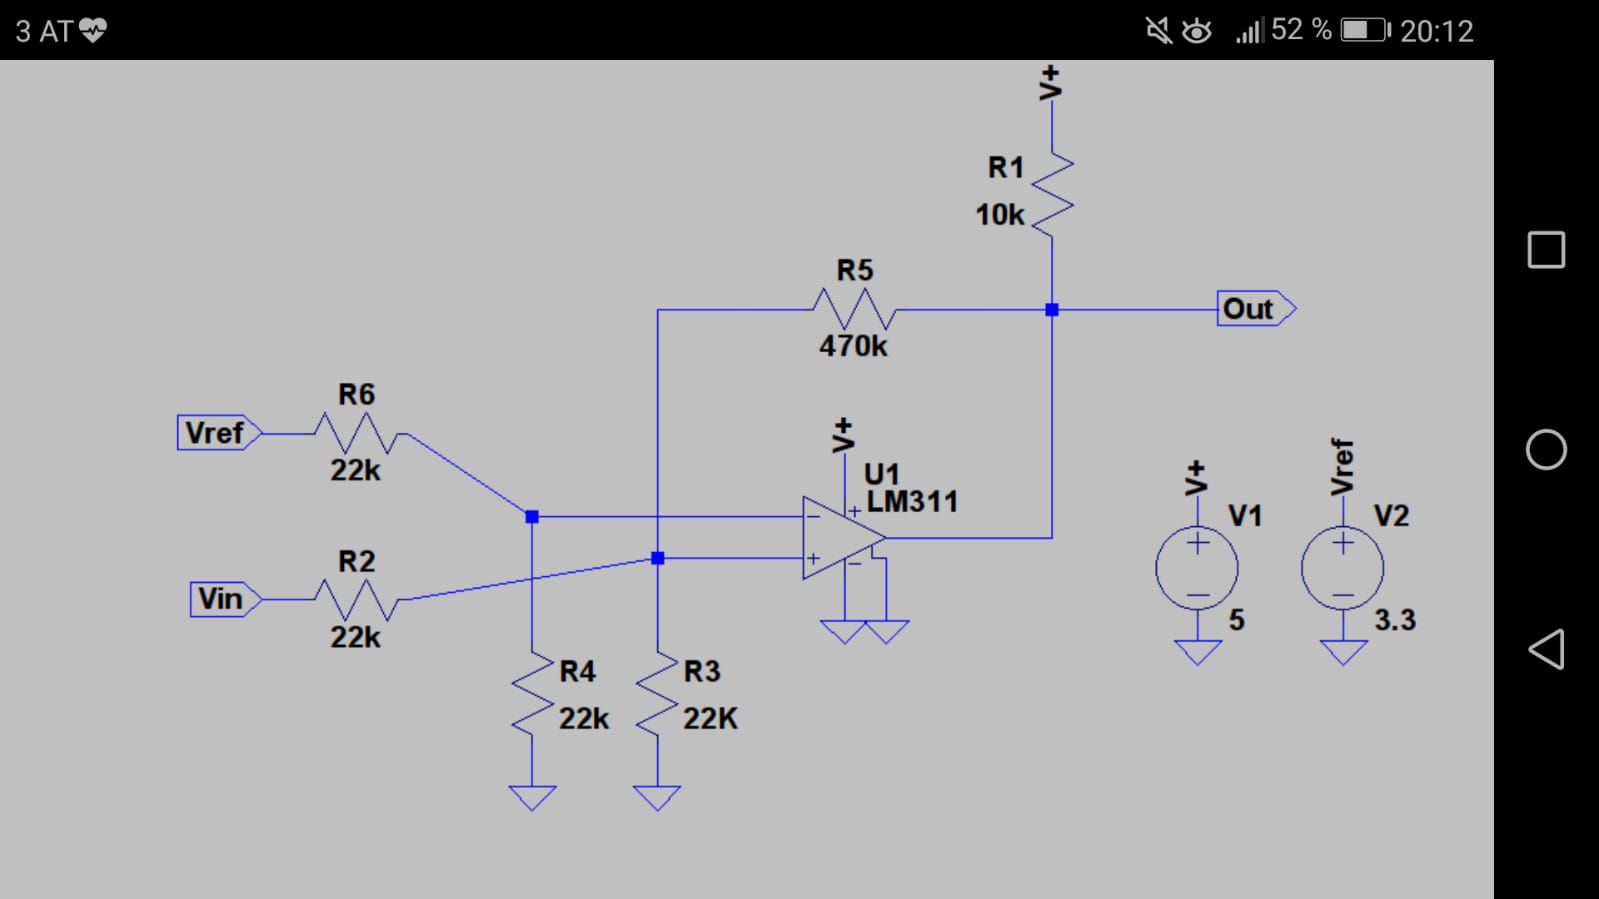 3 AT 52 % 20:12
V+
R1
10k
R5
470k
Out
R6
Vref
22k
V+
U1
LM311
+
−
+
−
R2
Vin
22k
R4
22k
R3
22K
V+
V1
+
−
5
Vref
V2
+
−
3.3